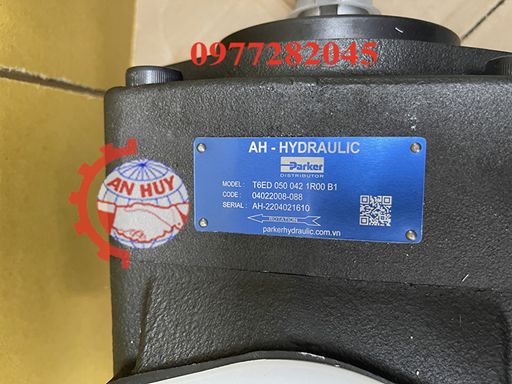 0977282045
AN HUY
AH - HYDRAULIC
Parker
DISTRIBUTOR
MODEL: T6ED 050 042 1R00 B1
CODE: 04022008-088
SERIAL: AH-2204021610
ROTATION
parkerhydraulic.com.vn